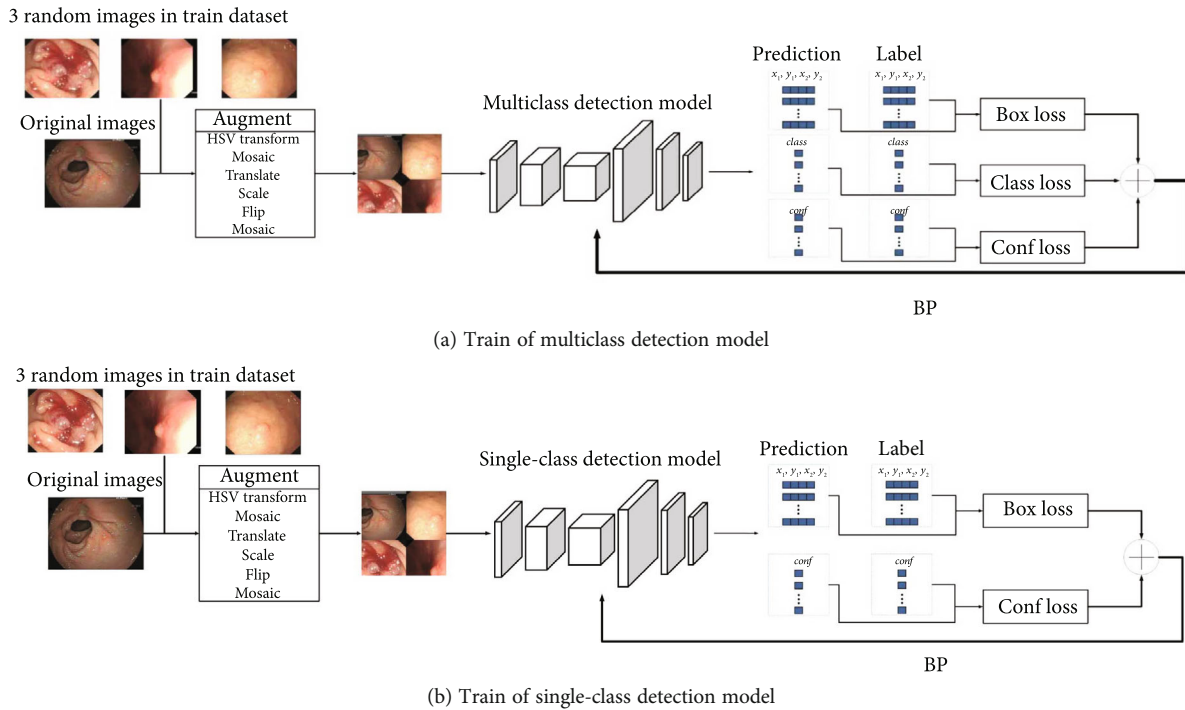 3 random images in train dataset
Original images
Augment
HSV transform
Mosaic
Translate
Scale
Flip
Mosaic
Multiclass detection model
Prediction
Label
x₁, y₁, x₂, y₂
x₁, y₁, x₂, y₂
class
class
conf
conf
Box loss
Class loss
Conf loss
BP
(a) Train of multiclass detection model
3 random images in train dataset
Original images
Augment
HSV transform
Mosaic
Translate
Scale
Flip
Mosaic
Single-class detection model
Prediction
Label
x₁, y₁, x₂, y₂
x₁, y₁, x₂, y₂
conf
conf
Box loss
Conf loss
BP
(b) Train of single-class detection model